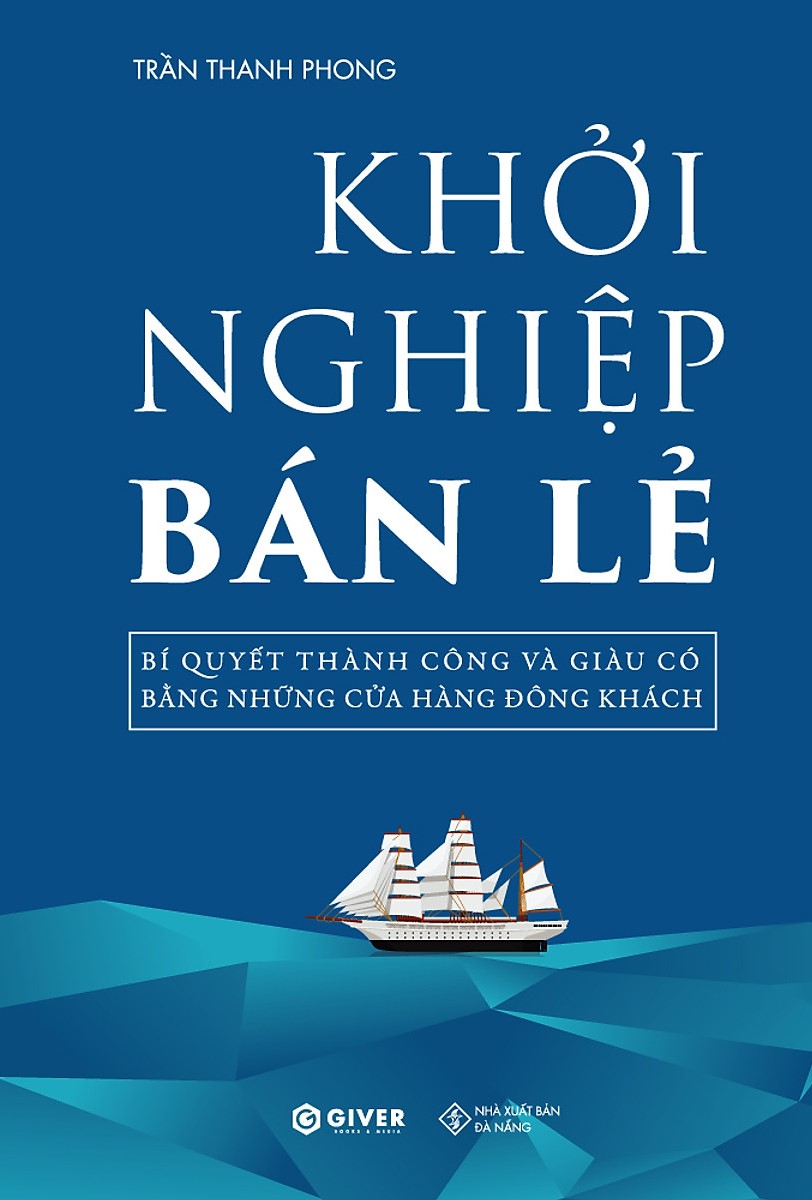 TRẦN THANH PHONG
KHỞI
NGHIỆP
BÁN LẺ
BÍ QUYẾT THÀNH CÔNG VÀ GIÀU CÓ
BẰNG NHỮNG CỬA HÀNG ĐÔNG KHÁCH
GIVER
BOOKS & MEDIA
NHÀ XUẤT BẢN
ĐÀ NẴNG